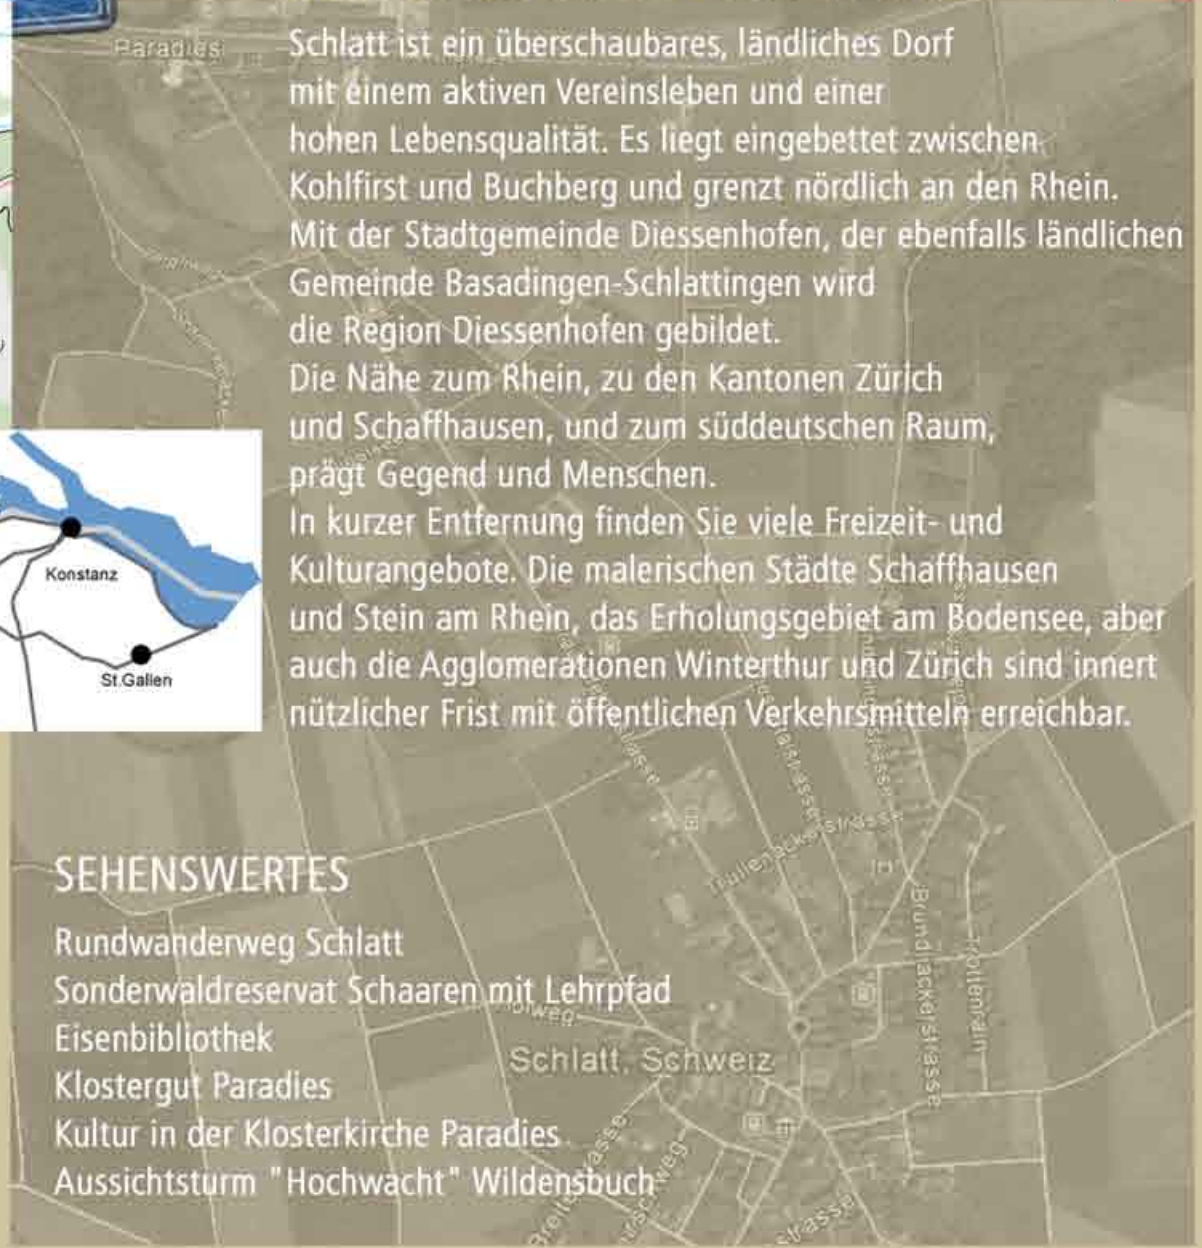 Paradies
Schlatt ist ein überschaubares, ländliches Dorf
mit einem aktiven Vereinsleben und einer
hohen Lebensqualität. Es liegt eingebettet zwischen
Kohlfirst und Buchberg und grenzt nördlich an den Rhein.
Mit der Stadtgemeinde Diessenhofen, der ebenfalls ländlichen
Gemeinde Basadingen-Schlattingen wird
die Region Diessenhofen gebildet.
Die Nähe zum Rhein, zu den Kantonen Zürich
und Schaffhausen, und zum süddeutschen Raum,
prägt Gegend und Menschen.
In kurzer Entfernung finden Sie viele Freizeit- und
Kulturangebote. Die malerischen Städte Schaffhausen
und Stein am Rhein, das Erholungsgebiet am Bodensee, aber
auch die Agglomerationen Winterthur und Zürich sind innert
nützlicher Frist mit öffentlichen Verkehrsmitteln erreichbar.
Konstanz
St.Gallen
SEHENSWERTES
Rundwanderweg Schlatt
Sonderwaldreservat Schaaren mit Lehrpfad
Eisenbibliothek
Klostergut Paradies
Kultur in der Klosterkirche Paradies
Aussichtsturm "Hochwacht" Wildensbuch
Schlatt, Schweiz
Trottenrain